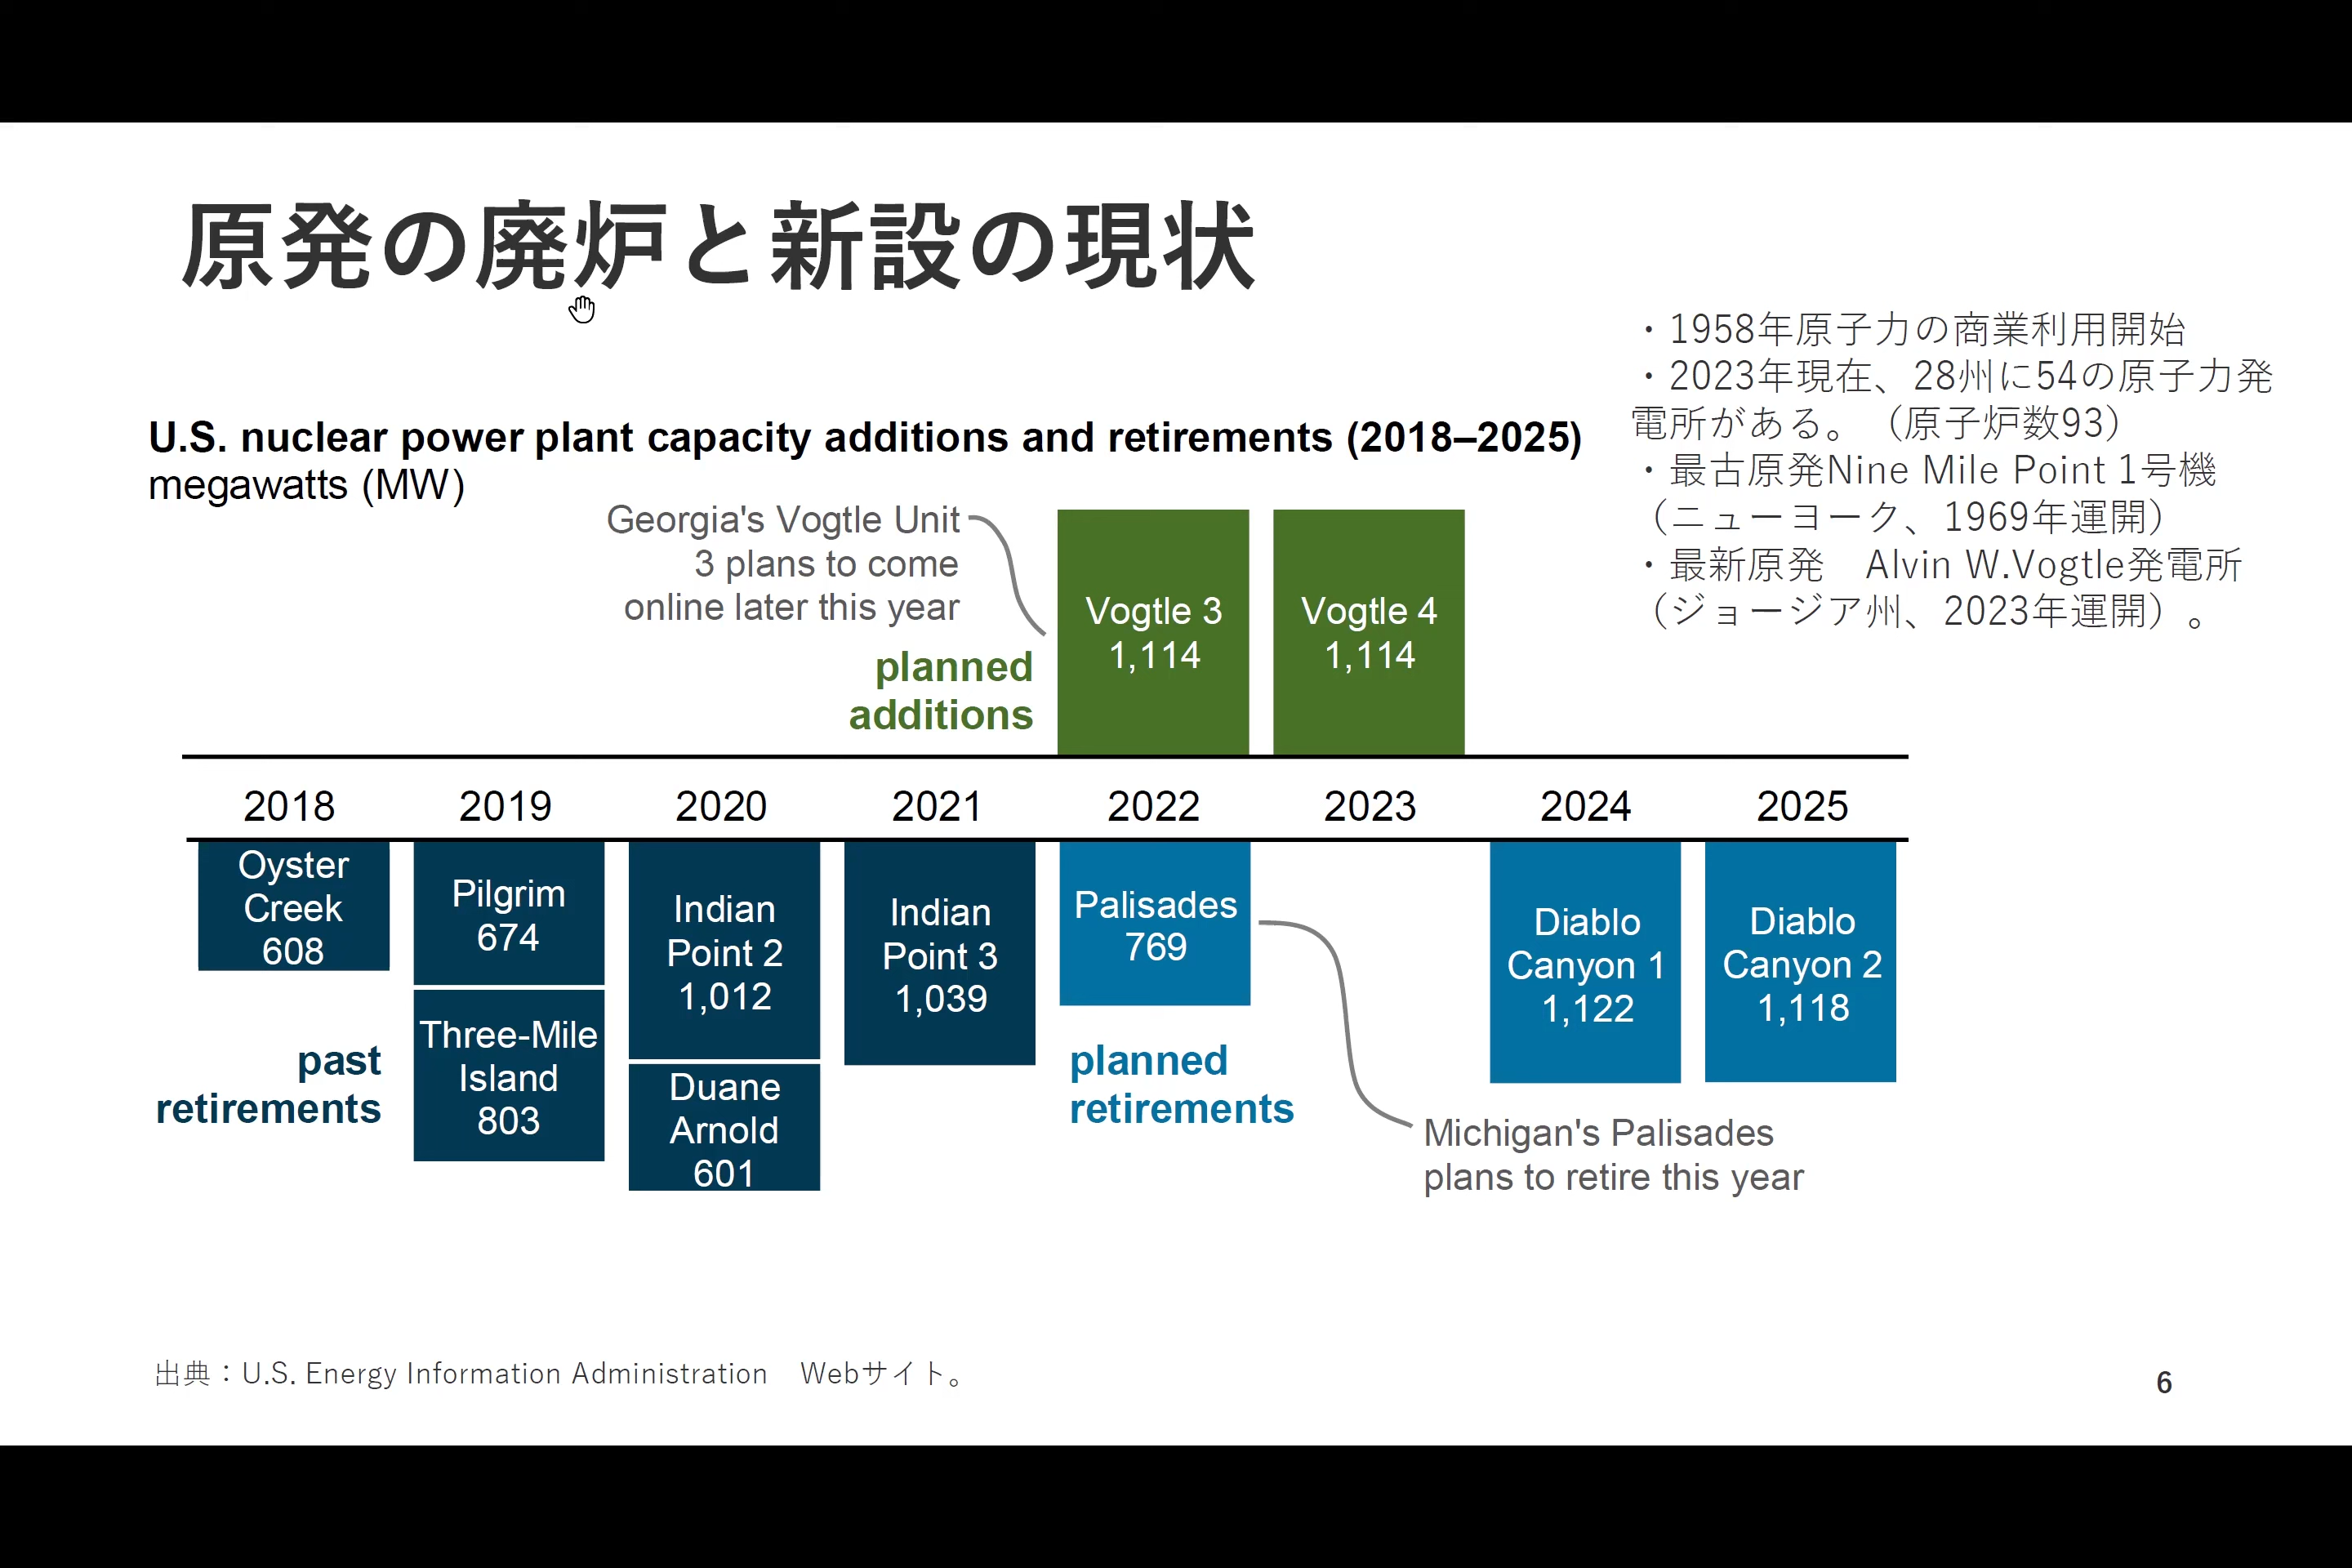 原発の廃炉と新設の現状
・1958年原子力の商業利用開始
・2023年現在、28州に54の原子力発
電所がある。（原子炉数93）
・最古原発Nine Mile Point 1号機
（ニューヨーク、1969年運開）
・最新原発　Alvin W.Vogtle発電所
（ジョージア州、2023年運開）。
U.S. nuclear power plant capacity additions and retirements (2018–2025)
megawatts (MW)
Georgia's Vogtle Unit
3 plans to come
online later this year
planned
additions
Vogtle 3
1,114
Vogtle 4
1,114
2018 2019 2020 2021 2022 2023 2024 2025
Oyster
Creek
608
Pilgrim
674
Three-Mile
Island
803
Indian
Point 2
1,012
Duane
Arnold
601
Indian
Point 3
1,039
Palisades
769
Diablo
Canyon 1
1,122
Diablo
Canyon 2
1,118
past
retirements
planned
retirements
Michigan's Palisades
plans to retire this year
出典：U.S. Energy Information Administration　Webサイト。
6